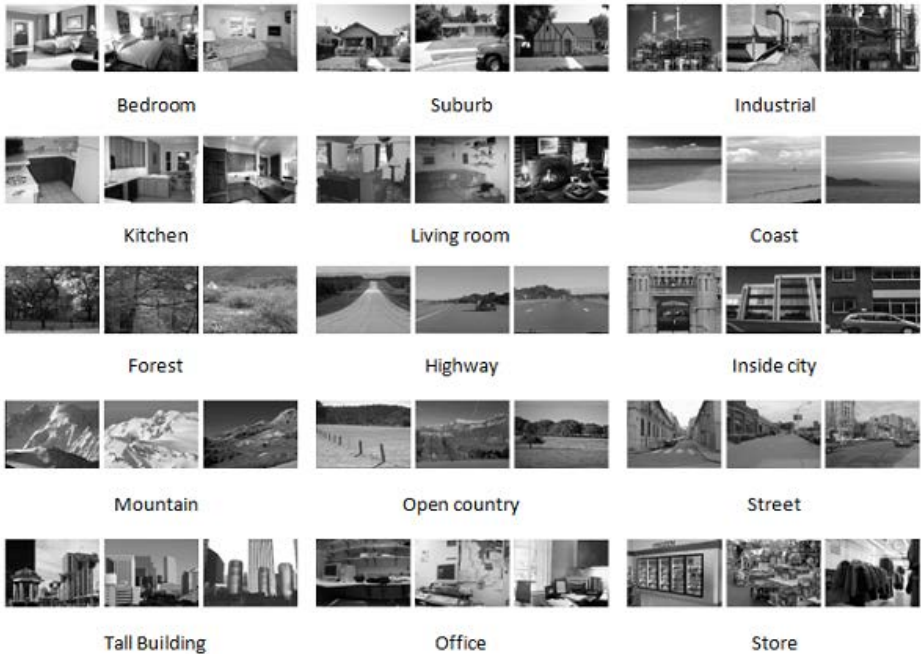 Bedroom
Suburb
Industrial
Kitchen
Living room
Coast
Forest
Highway
Inside city
Mountain
Open country
Street
Tall Building
Office
Store